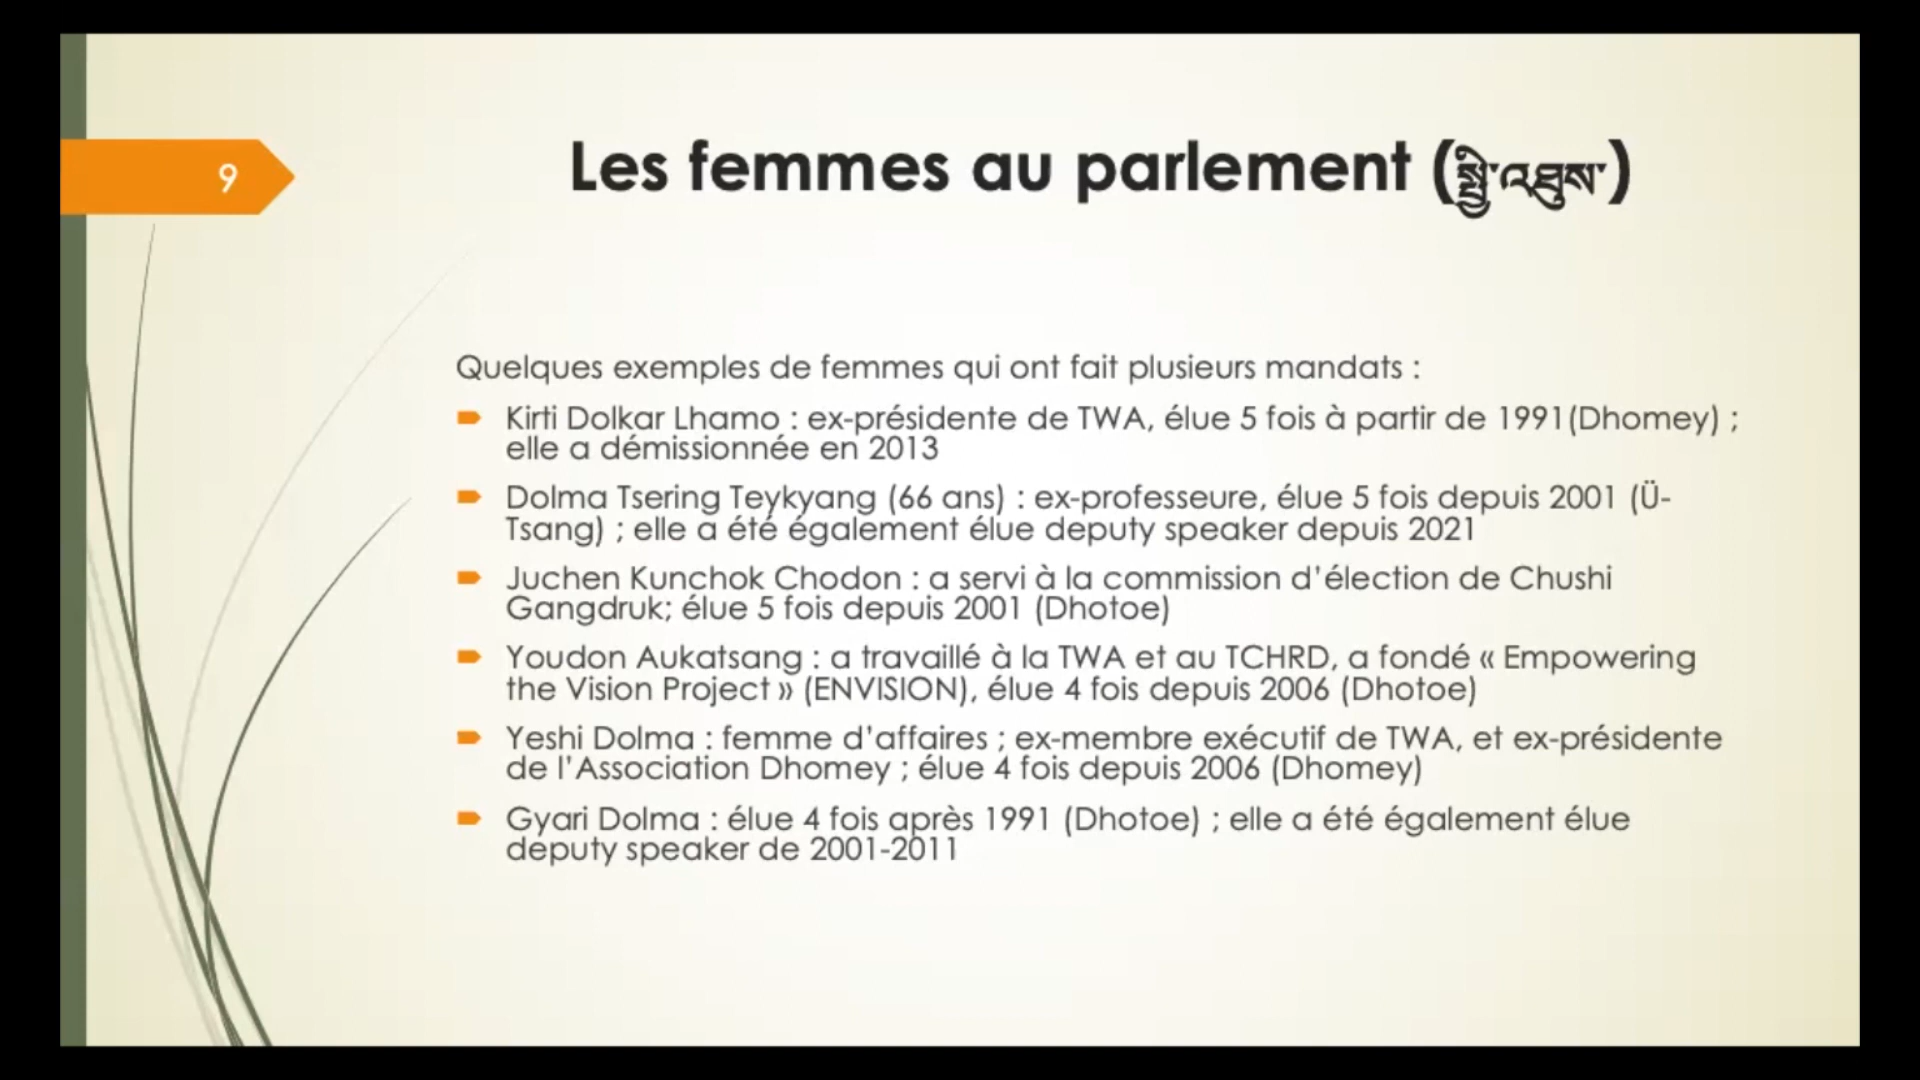 9
Les femmes au parlement (སྤྱི་འཐུས་)
Quelques exemples de femmes qui ont fait plusieurs mandats :
Kirti Dolkar Lhamo : ex-présidente de TWA, élue 5 fois à partir de 1991(Dhomey) ;
elle a démissionnée en 2013
Dolma Tsering Teykyang (66 ans) : ex-professeure, élue 5 fois depuis 2001 (Ü-
Tsang) ; elle a été également élue deputy speaker depuis 2021
Juchen Kunchok Chodon : a servi à la commission d’élection de Chushi
Gangdruk; élue 5 fois depuis 2001 (Dhotoe)
Youdon Aukatsang : a travaillé à la TWA et au TCHRD, a fondé « Empowering
the Vision Project » (ENVISION), élue 4 fois depuis 2006 (Dhotoe)
Yeshi Dolma : femme d’affaires ; ex-membre exécutif de TWA, et ex-présidente
de l’Association Dhomey ; élue 4 fois depuis 2006 (Dhomey)
Gyari Dolma : élue 4 fois après 1991 (Dhotoe) ; elle a été également élue
deputy speaker de 2001-2011